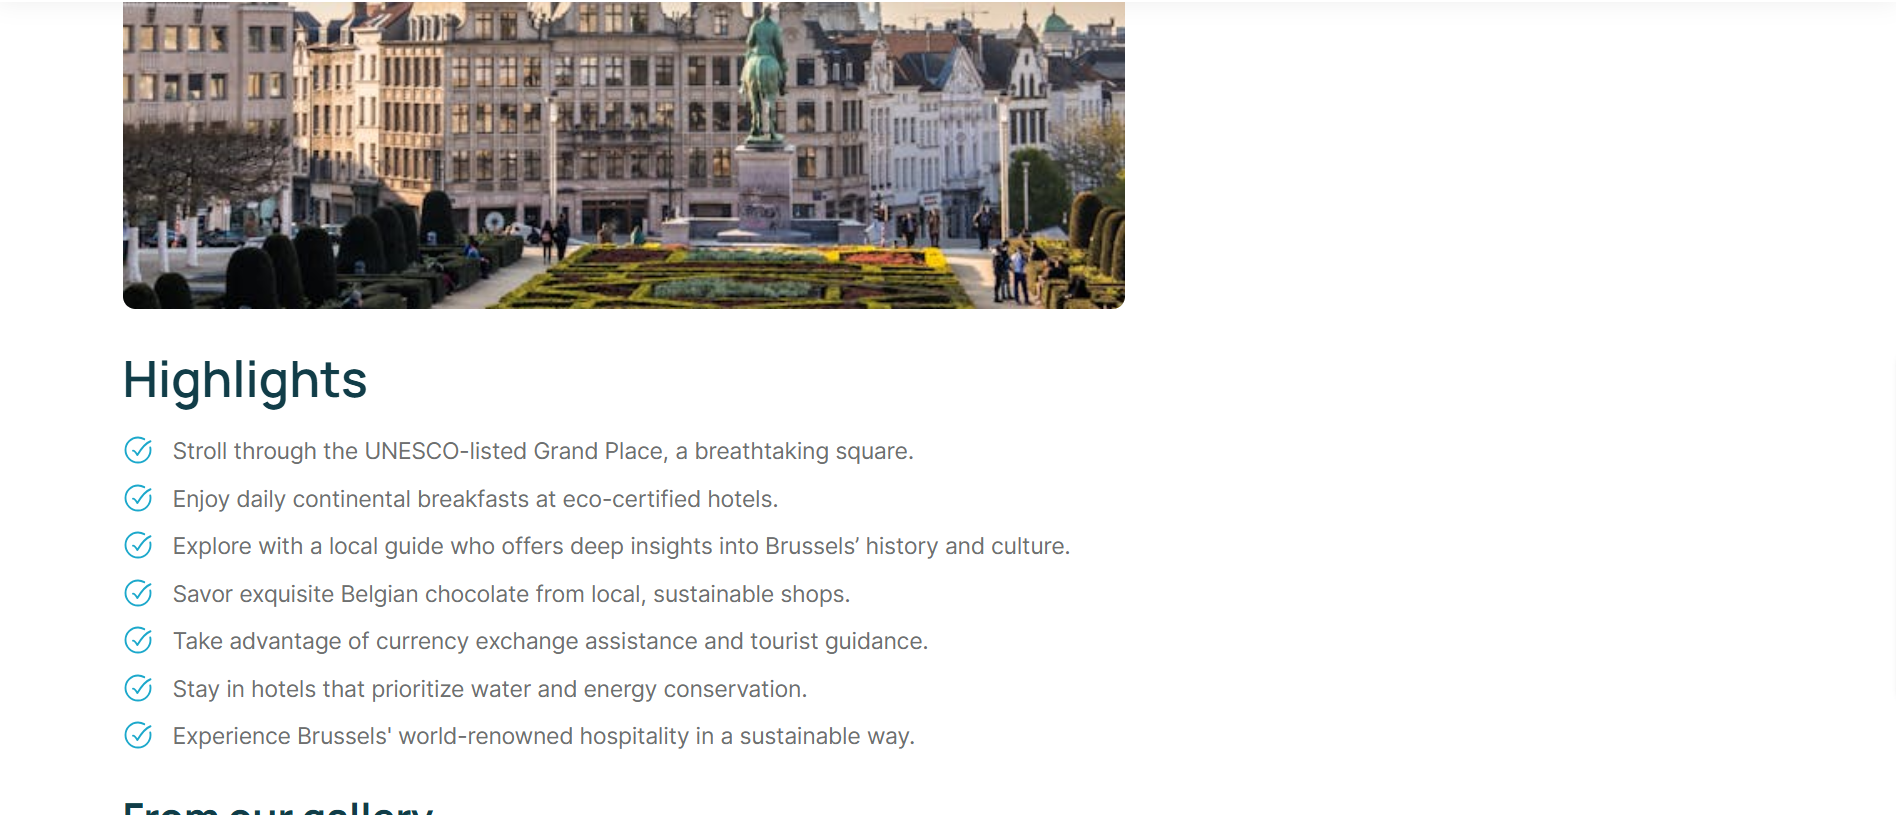 Highlights
Stroll through the UNESCO-listed Grand Place, a breathtaking square.
Enjoy daily continental breakfasts at eco-certified hotels.
Explore with a local guide who offers deep insights into Brussels’ history and culture.
Savor exquisite Belgian chocolate from local, sustainable shops.
Take advantage of currency exchange assistance and tourist guidance.
Stay in hotels that prioritize water and energy conservation.
Experience Brussels' world-renowned hospitality in a sustainable way.
From our gallery